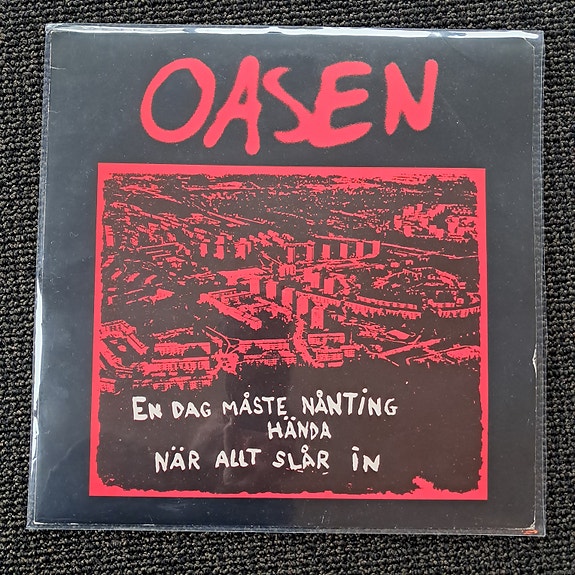 OASEN
EN DAG MÅSTE NÅNTING
HÄNDA
NÄR ALLT SLÅR IN